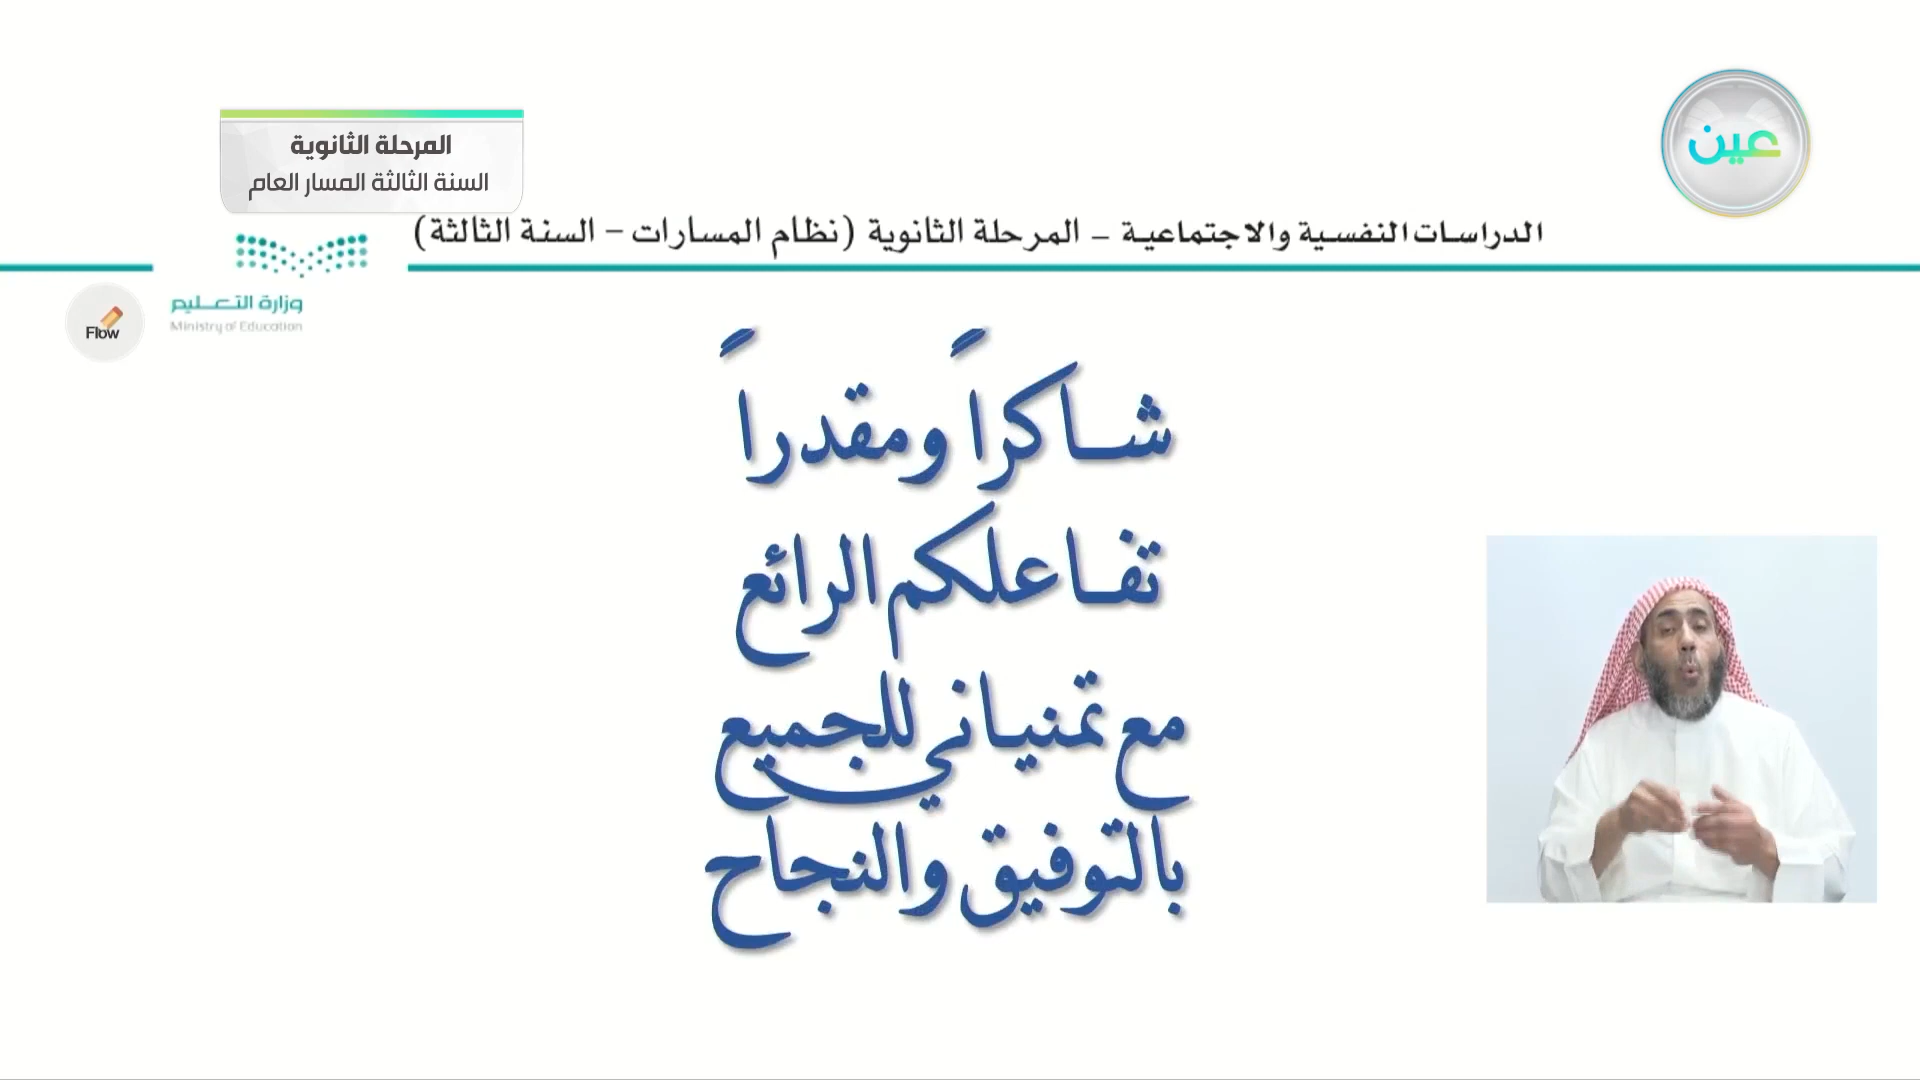 المرحلة الثانوية
السنة الثالثة المسار العام
عين
الدراسات النفسية والاجتماعية – المرحلة الثانوية (نظام المسارات – السنة الثالثة)
وزارة التعليم
Ministry of Education
Flow
شاكراً ومقدراً
تفاعلكم الرائع
مع تمنياتي للجميع
بالتوفيق والنجاح